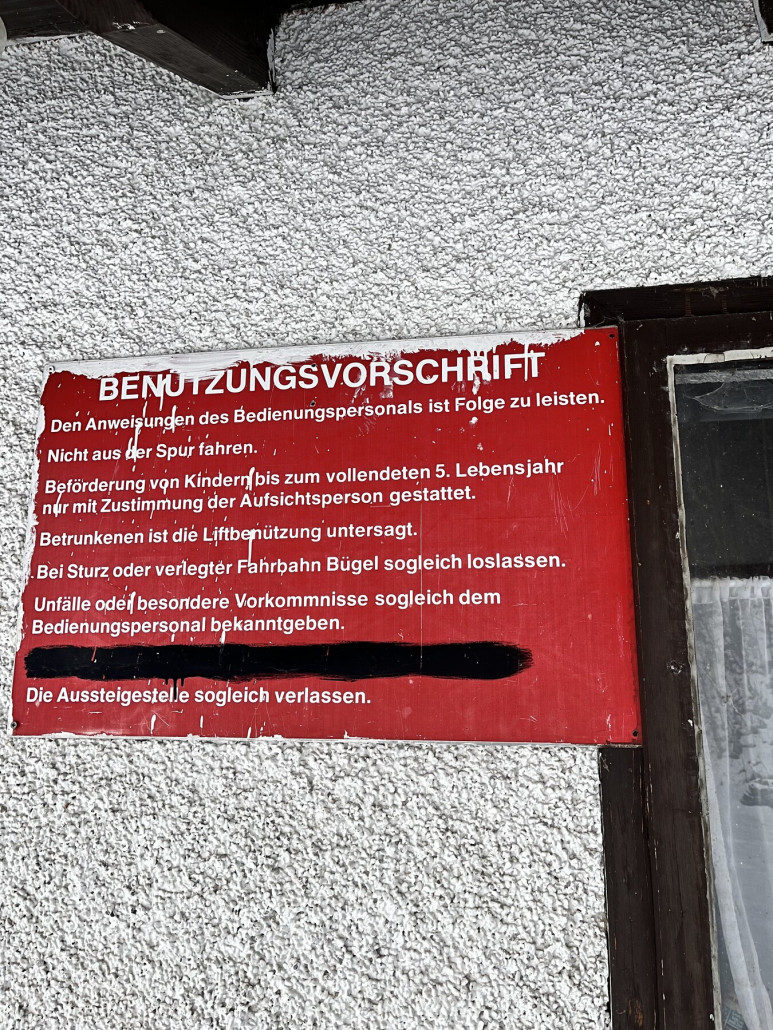 BENUTZUNGSVORSCHRIFT
Den Anweisungen des Bedienungspersonals ist Folge zu leisten.
Nicht aus der Spur fahren.
Beförderung von Kindern bis zum vollendeten 5. Lebensjahr
nur mit Zustimmung der Aufsichtsperson gestattet.
Betrunkenen ist die Liftbenützung untersagt.
Bei Sturz oder verlegter Fahrbahn Bügel sogleich loslassen.
Unfälle oder besondere Vorkommnisse sogleich dem
Bedienungspersonal bekanntgeben.
Die Aussteigestelle sogleich verlassen.